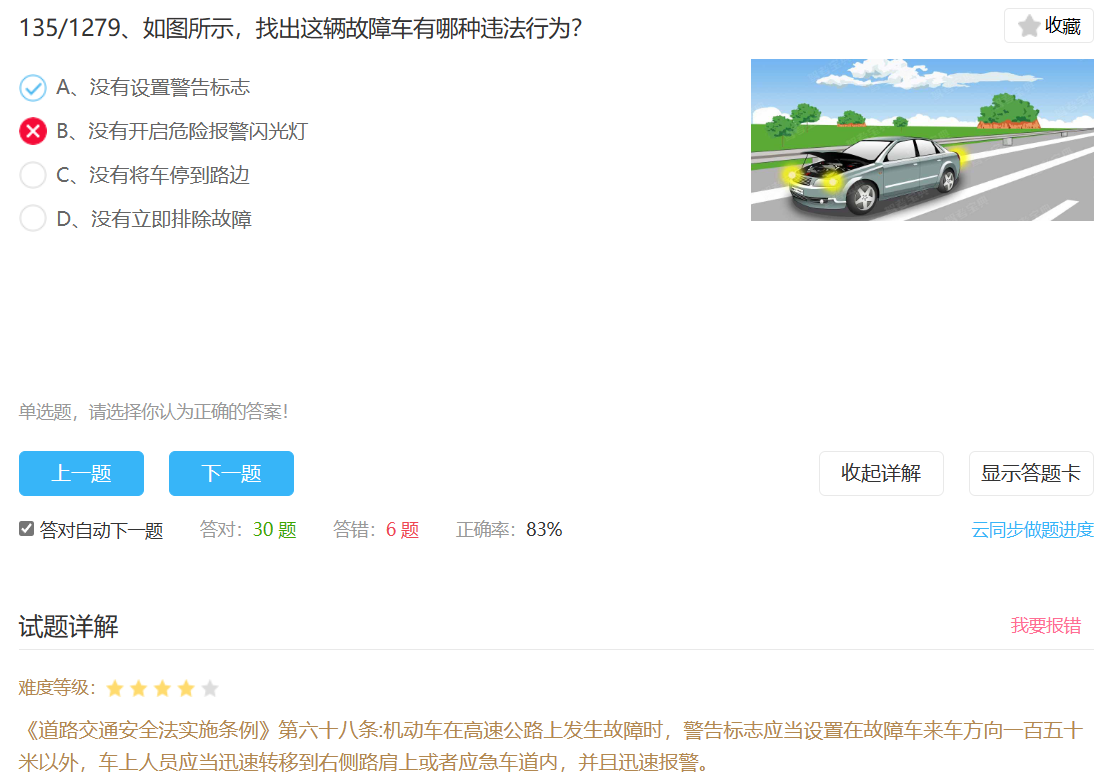 135/1279、如图所示，找出这辆故障车有哪种违法行为？
收藏
A、没有设置警告标志
B、没有开启危险报警闪光灯
C、没有将车停到路边
D、没有立即排除故障
单选题，请选择你认为正确的答案！
上一题 下一题 收起详解 显示答题卡
答对自动下一题 答对：30 题 答错：6 题 正确率：83% 云同步做题进度
试题详解 我要报错
难度等级：
《道路交通安全法实施条例》第六十八条:机动车在高速公路上发生故障时，警告标志应当设置在故障车来车方向一百五十
米以外，车上人员应当迅速转移到右侧路肩上或者应急车道内，并且迅速报警。